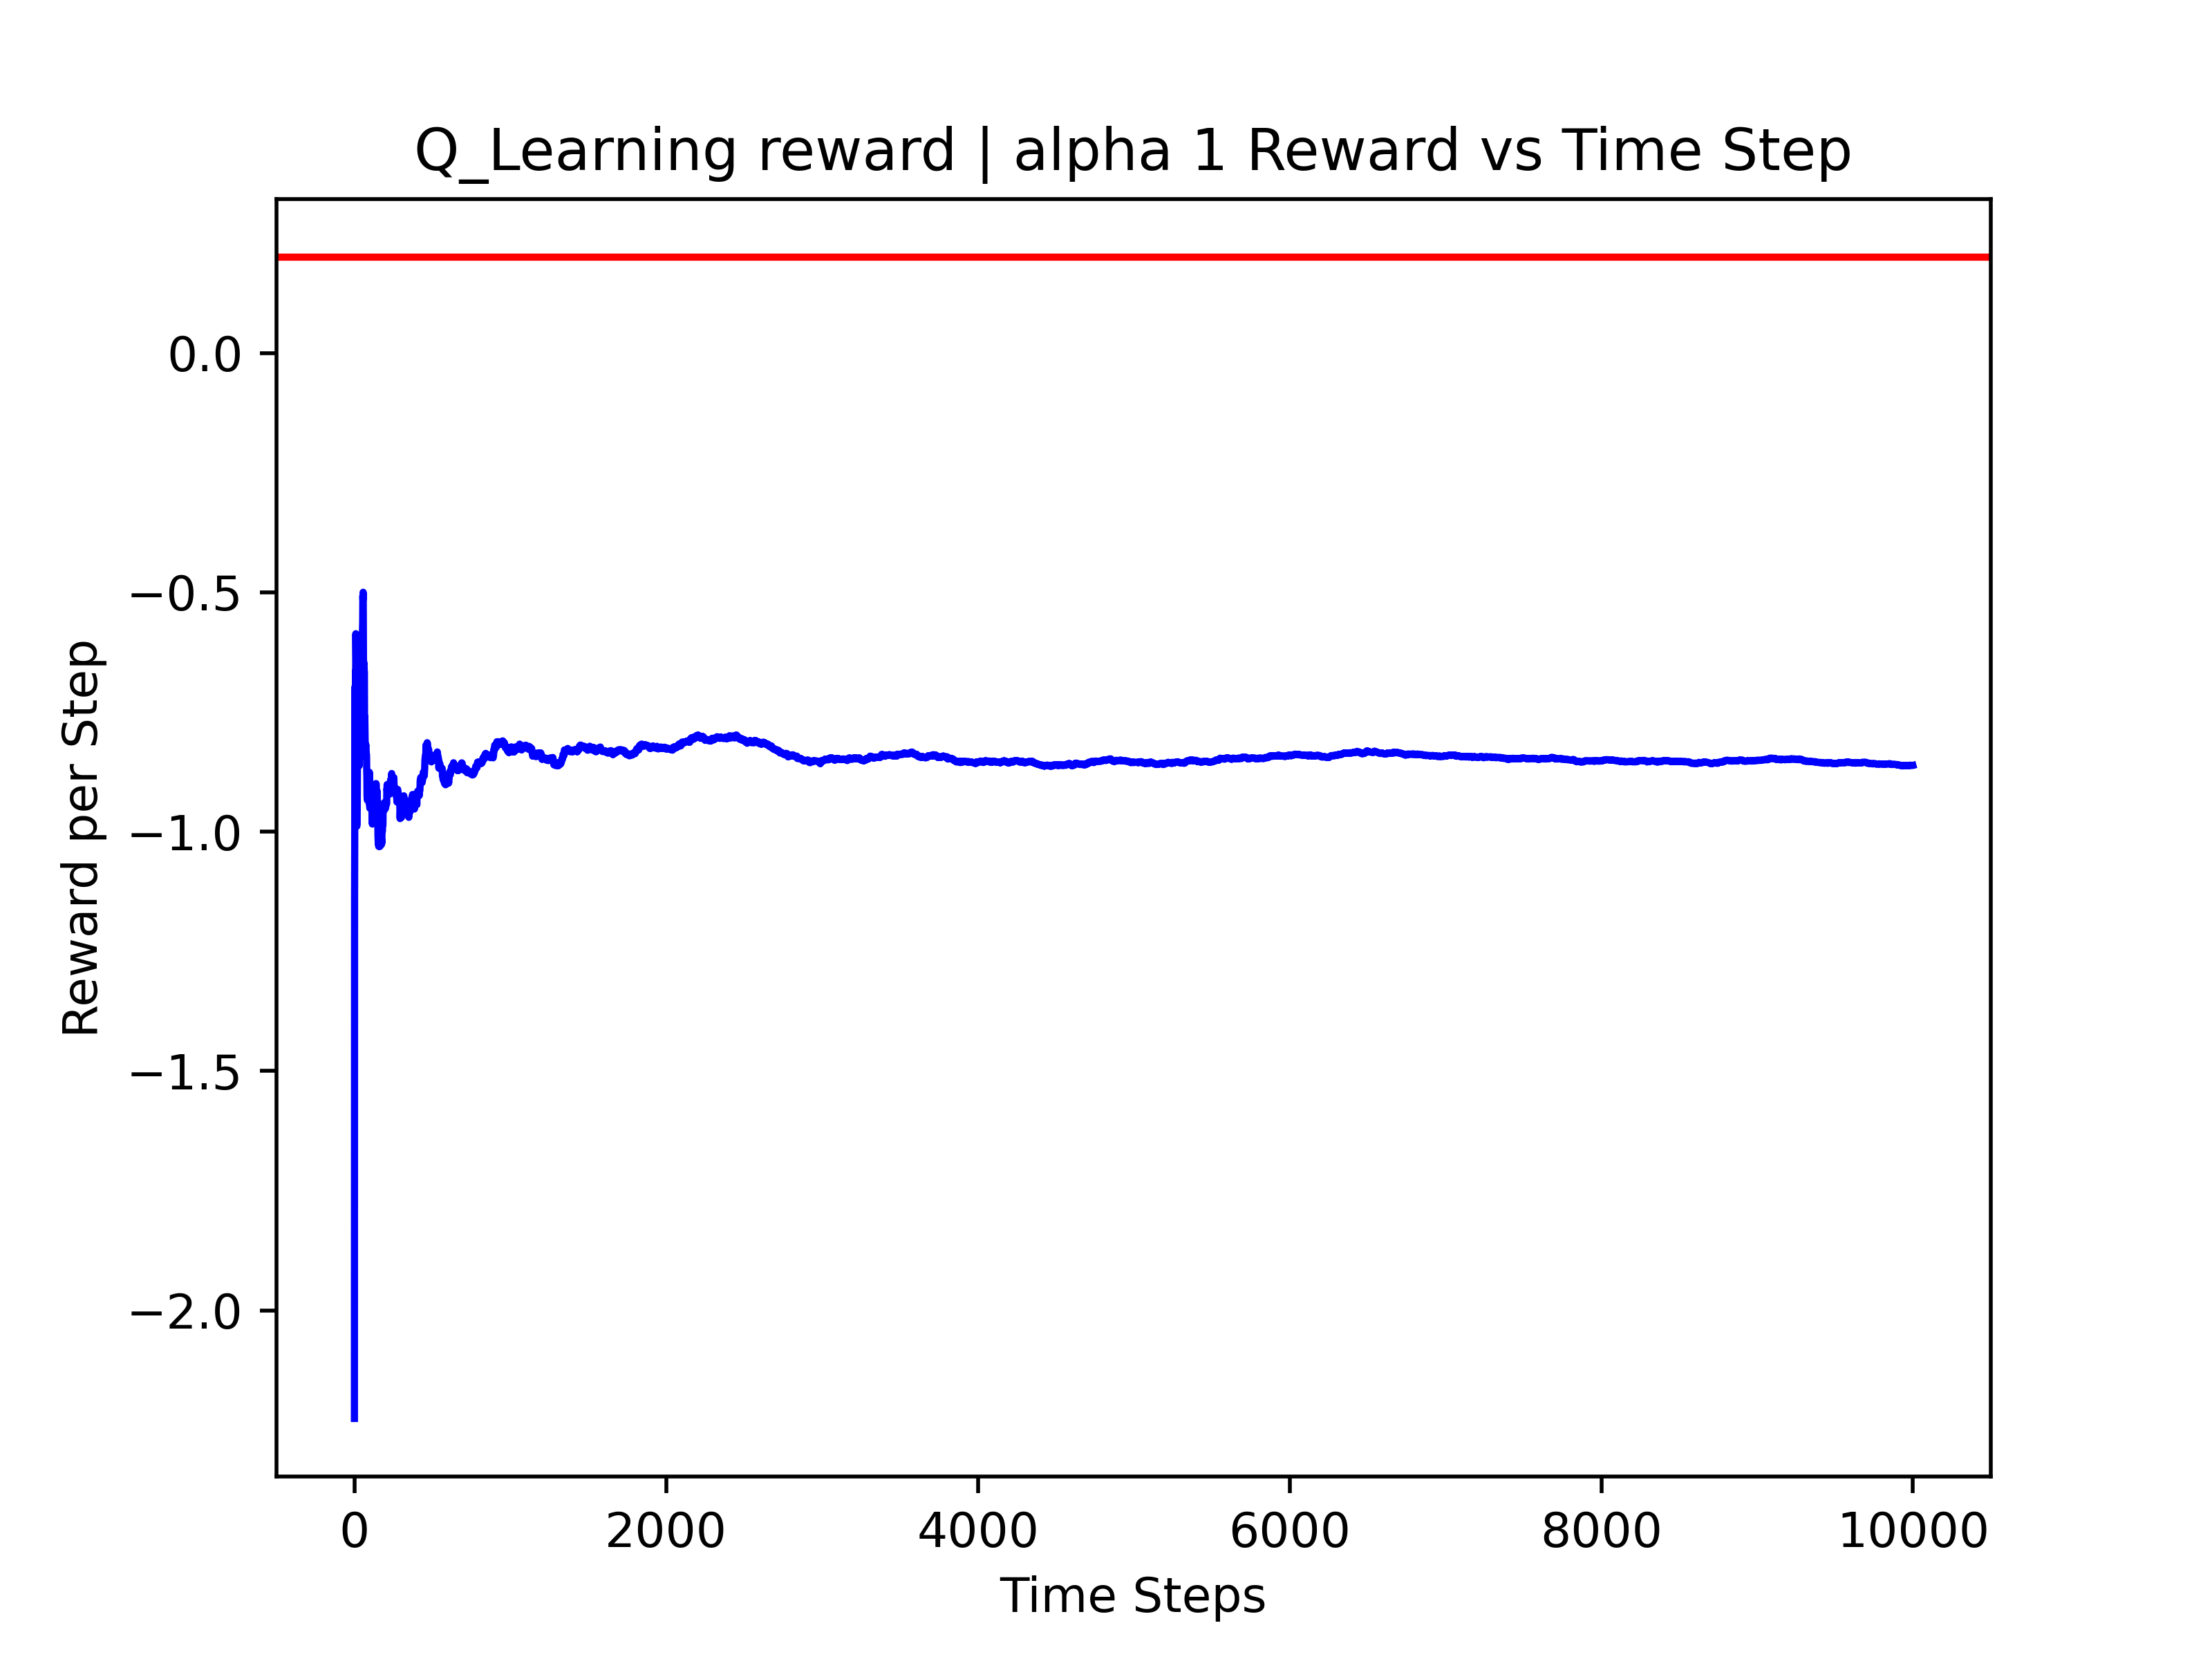 Q_Learning reward | alpha 1 Reward vs Time Step
0.0
−0.5
−1.0
−1.5
−2.0
Reward per Step
0 2000 4000 6000 8000 10000
Time Steps